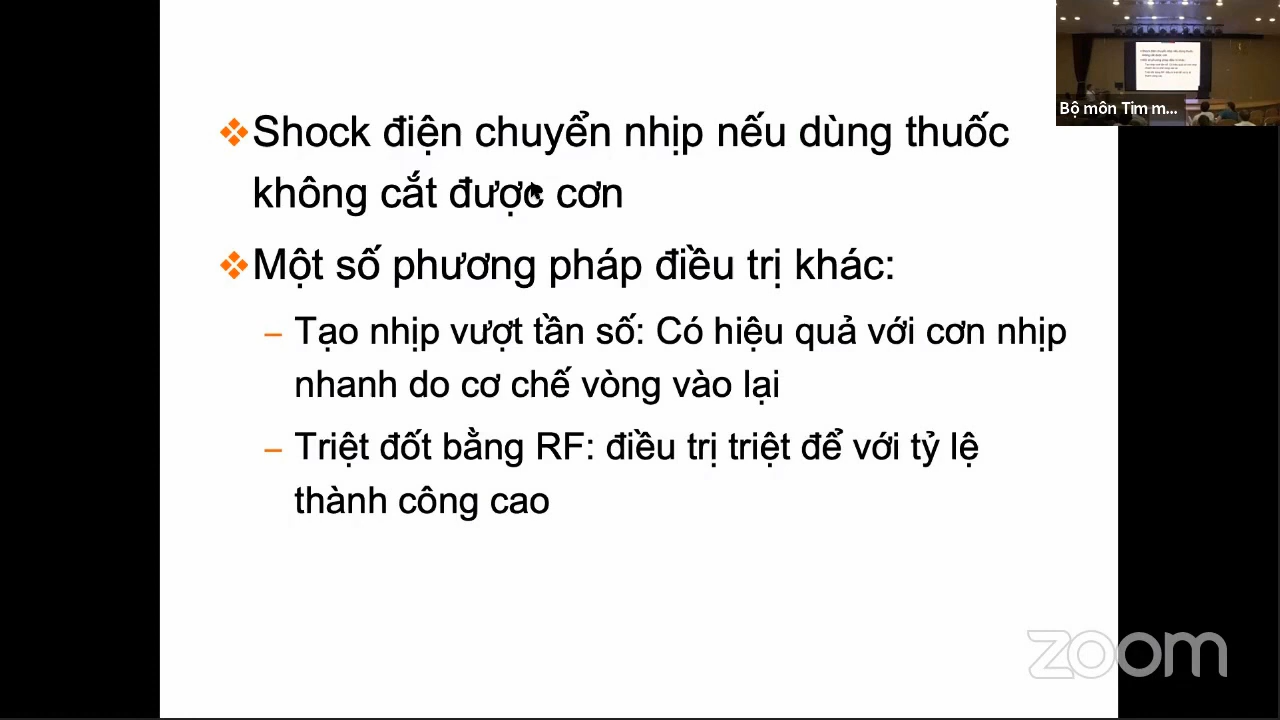 Shock điện chuyển nhịp nếu dùng thuốc
không cắt được cơn
Một số phương pháp điều trị khác:
– Tạo nhịp vượt tần số: Có hiệu quả với cơn nhịp
nhanh do cơ chế vòng vào lại
– Triệt đốt bằng RF: điều trị triệt để với tỷ lệ
thành công cao
Bộ môn Tim m...
zoom